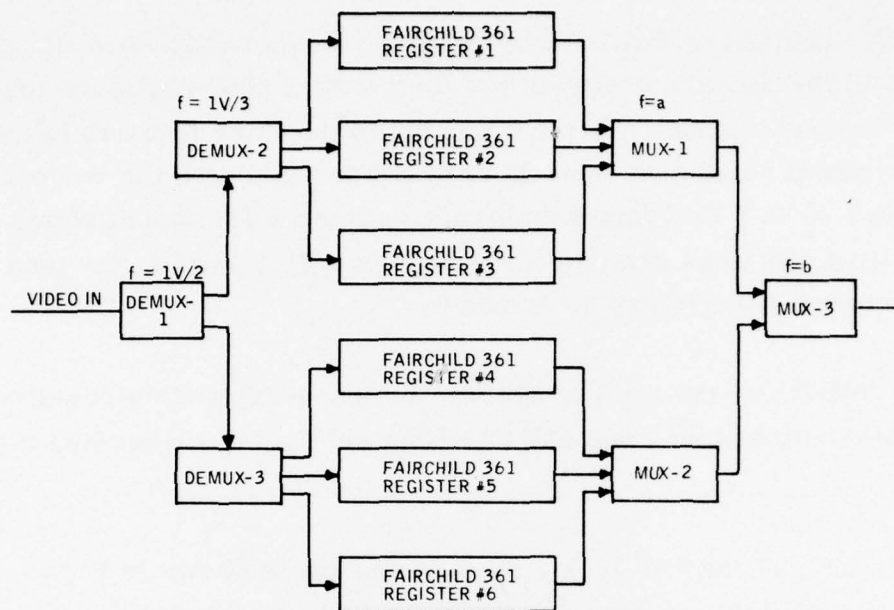 FAIRCHILD 361
REGISTER #1
f = 1V/3
DEMUX-2
FAIRCHILD 361
REGISTER #2
f=a
MUX-1
FAIRCHILD 361
REGISTER #3
f = 1V/2
VIDEO IN
DEMUX-
1
f=b
MUX-3
FAIRCHILD 361
REGISTER #4
DEMUX-3
FAIRCHILD 361
REGISTER #5
MUX-2
FAIRCHILD 361
REGISTER #6